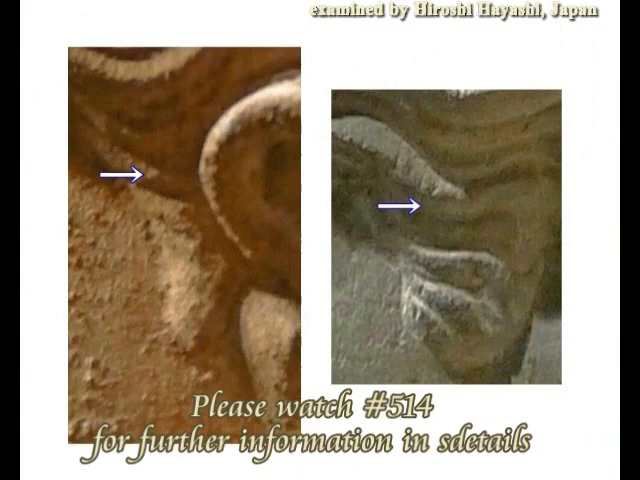 examined by Hiroshi Hayashi, Japan
Please watch #514
for further information in sdetails